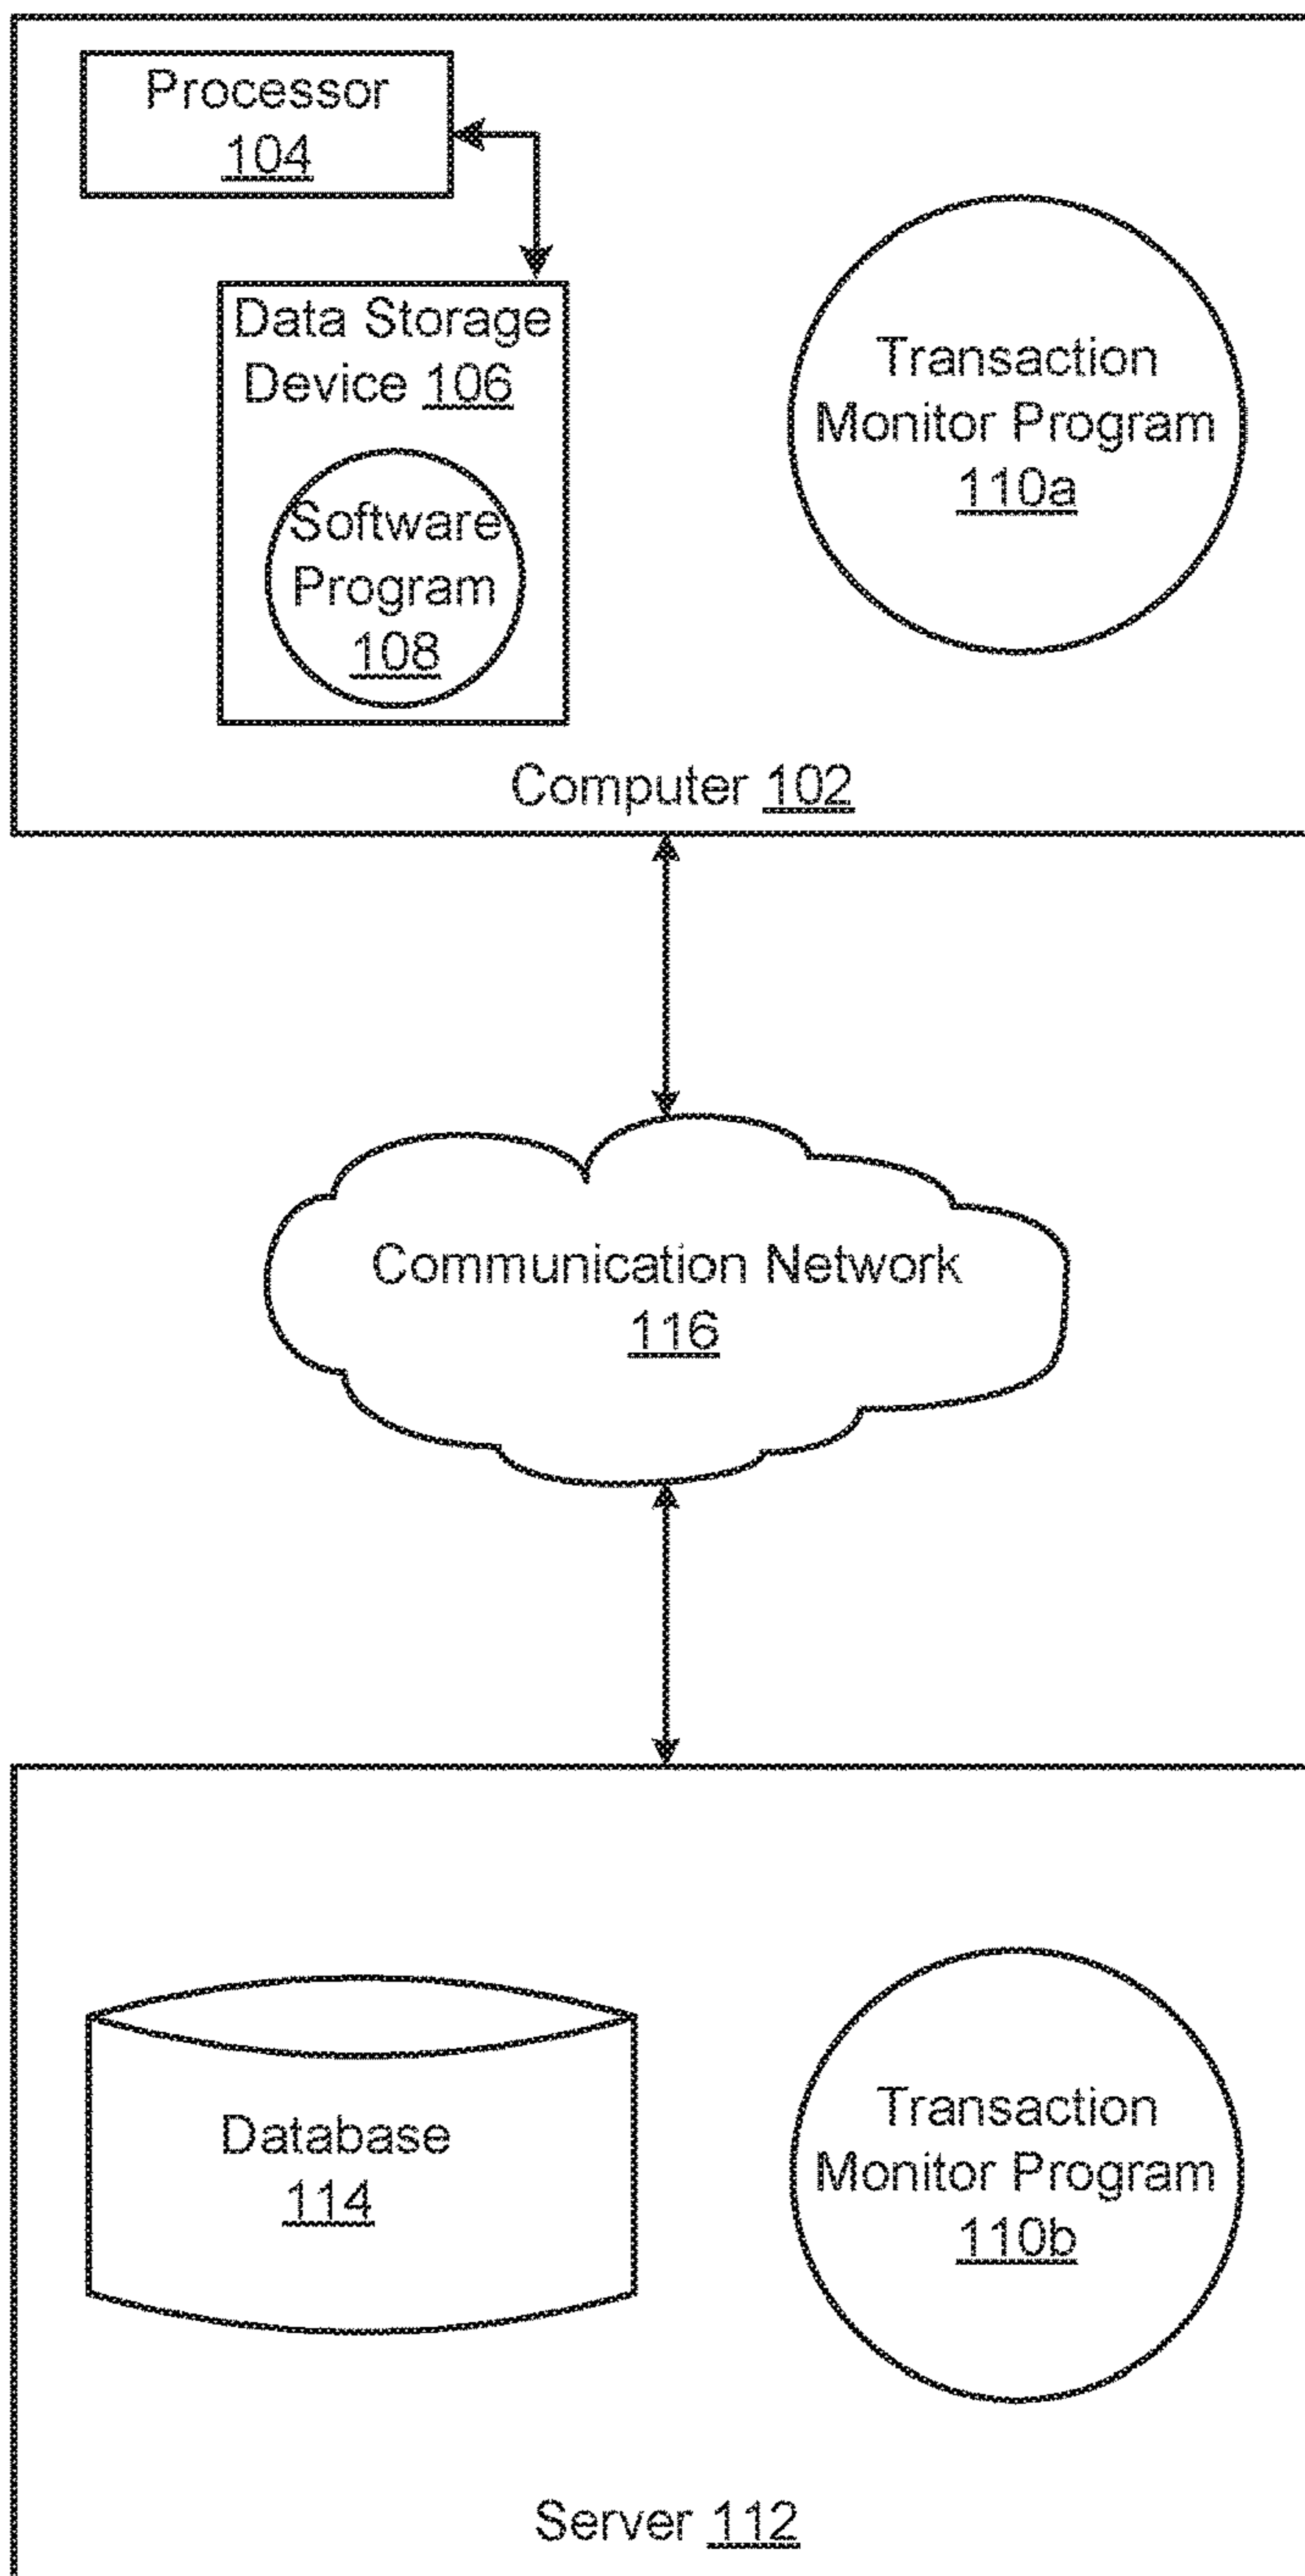 Processor
104
Data Storage
Device 106
Software
Program
108
Transaction
Monitor Program
110a
Computer 102
Communication Network
116
Database
114
Transaction
Monitor Program
110b
Server 112